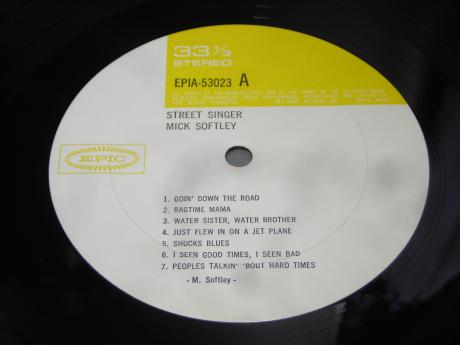 33⅓
STEREO
EPIA-53023 A
STREET SINGER
MICK SOFTLEY
EPIC
1. GOIN' DOWN THE ROAD
2. RAGTIME MAMA
3. WATER SISTER, WATER BROTHER
4. JUST FLEW IN ON A JET PLANE
5. SHUCKS BLUES
6. I SEEN GOOD TIMES, I SEEN BAD
7. PEOPLES TALKIN' 'BOUT HARD TIMES
- M. Softley -